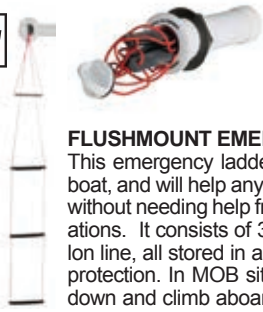 FLUSHMOUNT EME
This emergency ladde
boat, and will help any
without needing help fr
ations. It consists of 3
lon line, all stored in a
protection. In MOB sit
down and climb aboar